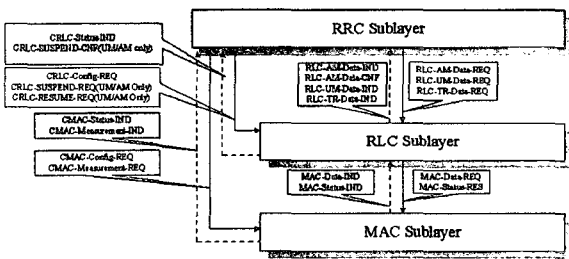 RRC Sublayer
CRLC-Status-IND
CRLC-SUSPEND-CNF(UM/AM only)
CRLC-Config-REQ
CRLC-SUSPEND-REQ(UM/AM Only)
CRLC-RESUME-REQ(UM/AM Only)
CMAC-Status-IND
CMAC-Measurement-IND
CMAC-Config-REQ
CMAC-Measurement-REQ
RLC-AM-Data-IND
RLC-AM-Data-CNF
RLC-UM-Data-IND
RLC-TR-Data-IND
RLC-AM-Data-REQ
RLC-UM-Data-REQ
RLC-TR-Data-REQ
RLC Sublayer
MAC-Data-IND
MAC-Status-IND
MAC-Data-REQ
MAC-Status-RES
MAC Sublayer